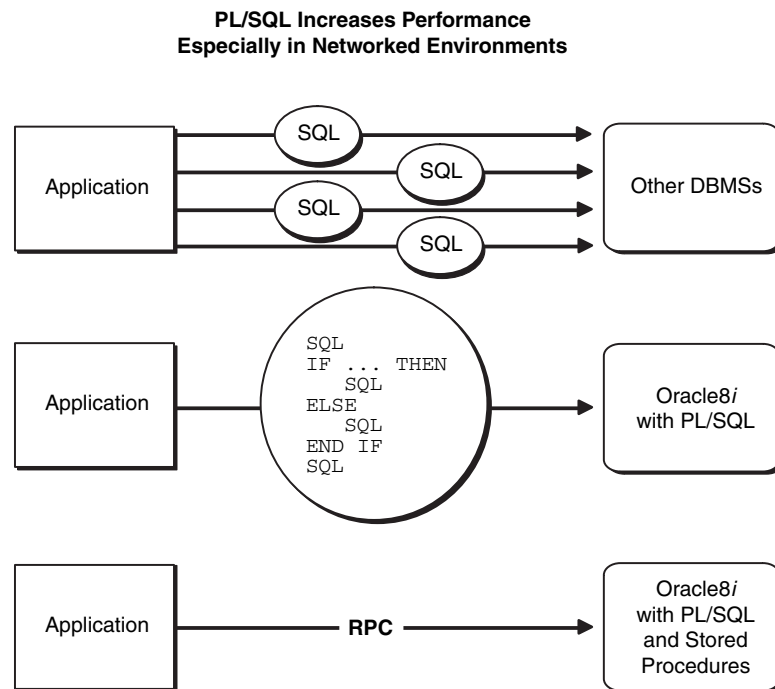 PL/SQL Increases Performance
Especially in Networked Environments
Application
SQL
SQL
SQL
SQL
Other DBMSs
Application
SQL
IF ... THEN
SQL
ELSE
SQL
END IF
SQL
Oracle8i
with PL/SQL
Application
RPC
Oracle8i
with PL/SQL
and Stored
Procedures